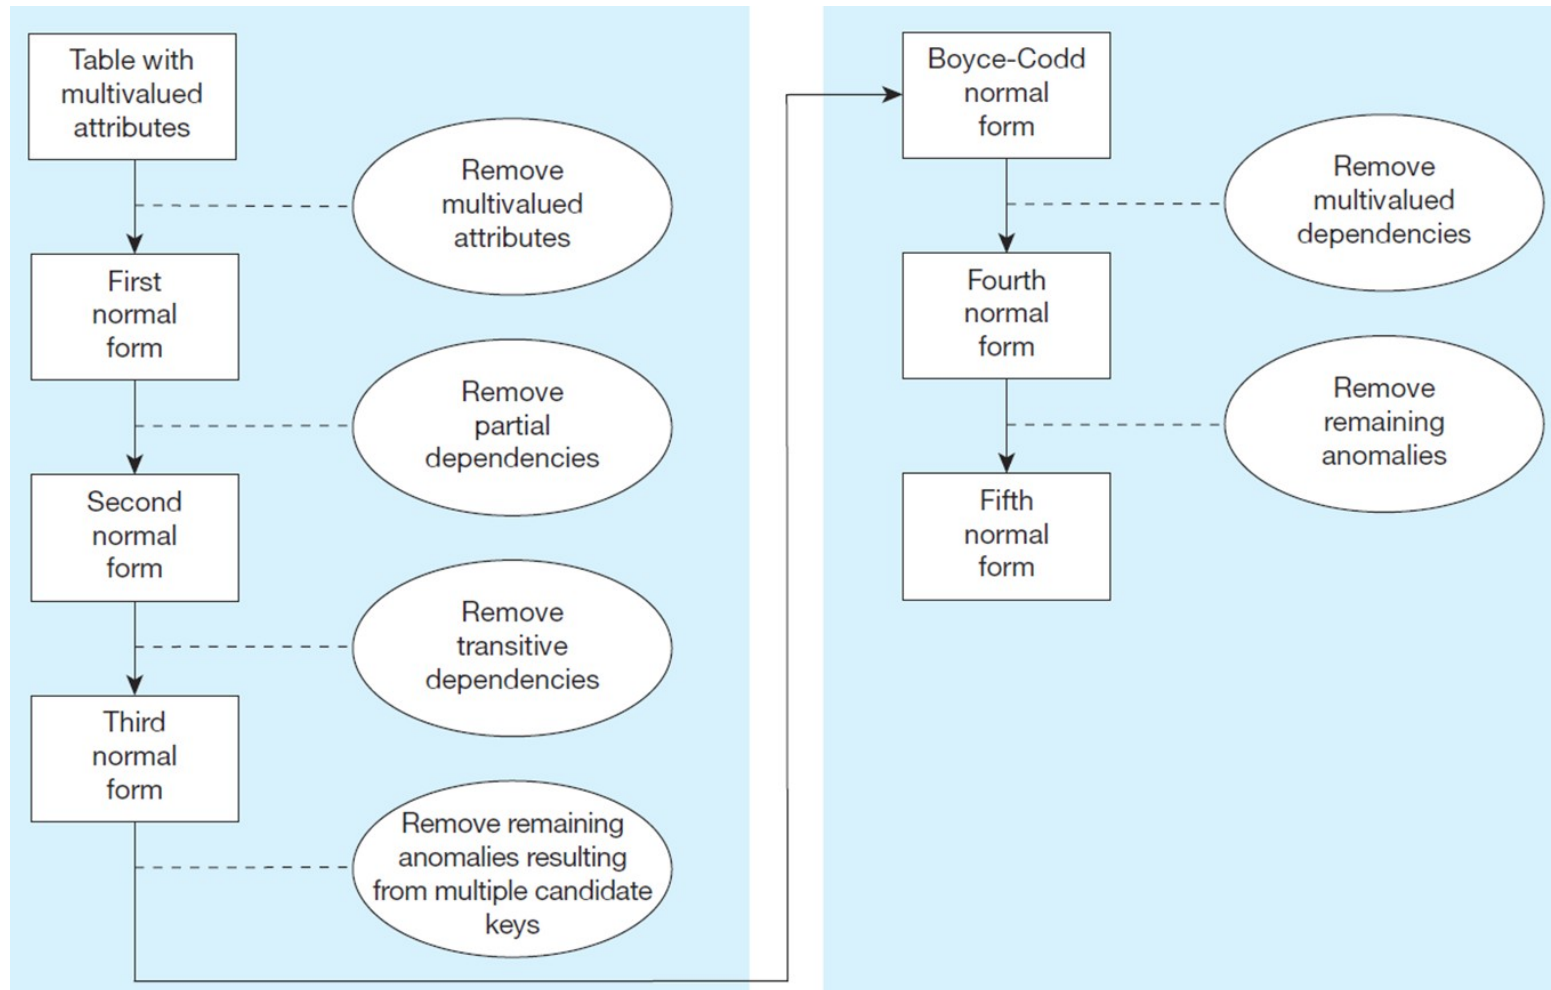 Table with
multivalued
attributes
Remove
multivalued
attributes
First
normal
form
Remove
partial
dependencies
Second
normal
form
Remove
transitive
dependencies
Third
normal
form
Remove remaining
anomalies resulting
from multiple candidate
keys
Boyce-Codd
normal
form
Remove
multivalued
dependencies
Fourth
normal
form
Remove
remaining
anomalies
Fifth
normal
form